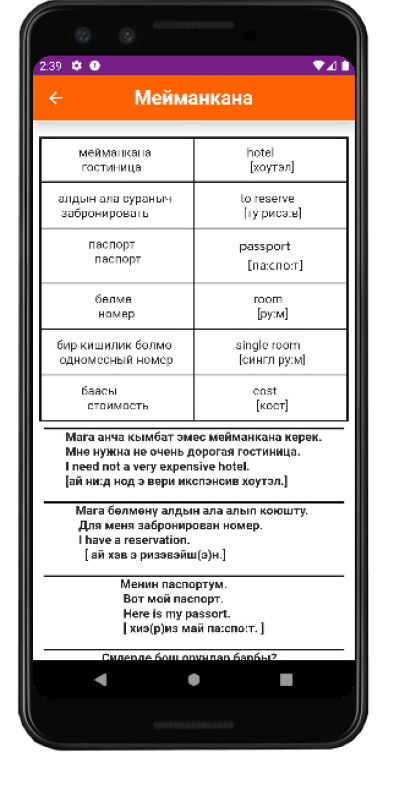 2:39
Мейманкана
мейманкана
гостиница
hotel
[хоутэл]
алдын ала сураныч
забронировать
to reserve
[ту рисэ:в]
паспорт
паспорт
passport
[па:спо:т]
бөлмө
номер
room
[ру:м]
бир кишилик бөлмө
одноместный номер
single room
[сингл ру:м]
баасы
стоимость
cost
[кост]
Мага анча кымбат эмес мейманкана керек.
Мне нужна не очень дорогая гостиница.
I need not a very expensive hotel.
[ай ни:д нод э вери икспэнсив хоутэл.]
Мага бөлмөнү алдын ала алып коюшту.
Для меня забронирован номер.
I have a reservation.
[ ай хэв э ризэвэйш(э)н.]
Менин паспортум.
Вот мой паспорт.
Here is my passort.
[ хиэ(р)из май па:спо:т. ]
Силерде бош орундар барбы?